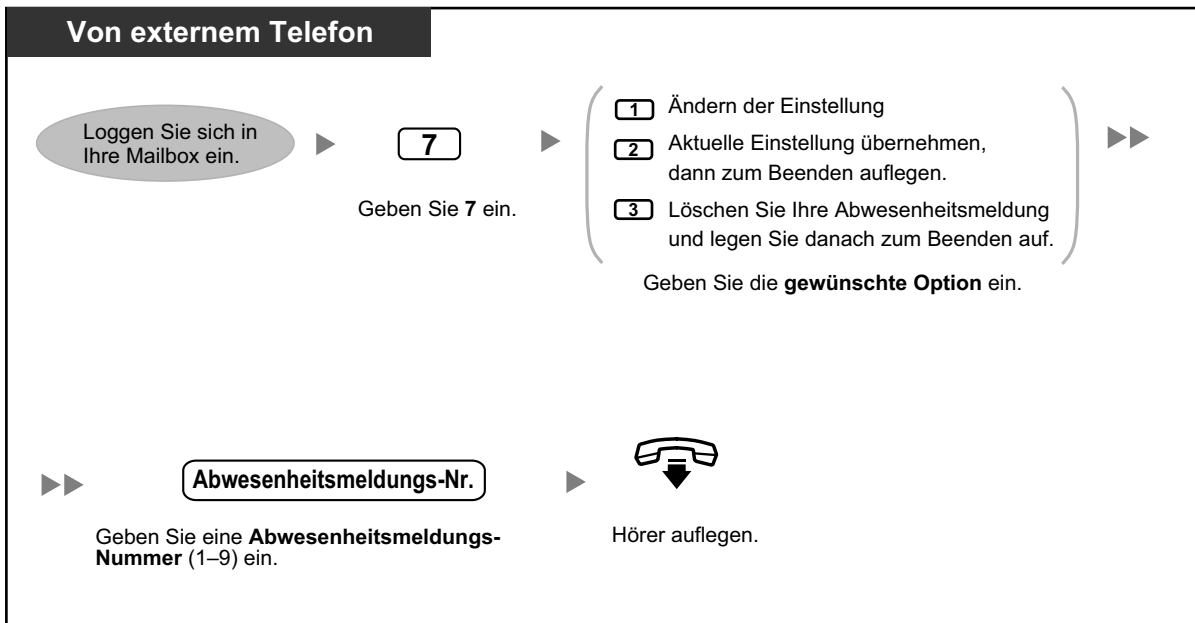 Von externem Telefon
Loggen Sie sich in
Ihre Mailbox ein.
7
Geben Sie 7 ein.
1 Ändern der Einstellung
2 Aktuelle Einstellung übernehmen,
dann zum Beenden auflegen.
3 Löschen Sie Ihre Abwesenheitsmeldung
und legen Sie danach zum Beenden auf.
Geben Sie die gewünschte Option ein.
Abwesenheitsmeldungs-Nr.
Geben Sie eine Abwesenheitsmeldungs-
Nummer (1–9) ein.
Hörer auflegen.